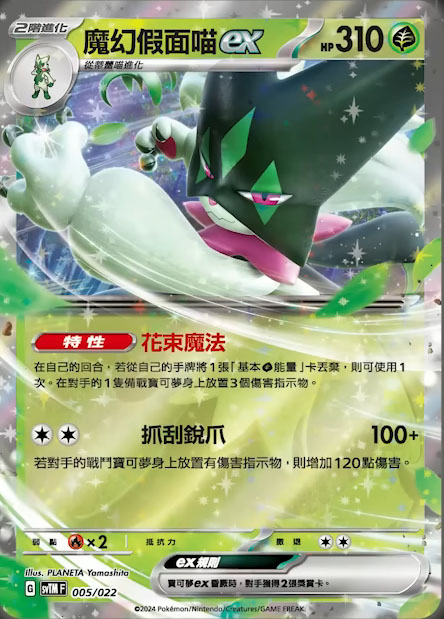 2階進化
魔幻假面喵ex
HP 310
從蒂蕾喵進化
特性 花束魔法
在自己的回合,若從自己的手牌將1張「基本能量」卡丟棄,則可使用1
次。在對手的1隻備戰寶可夢身上放置3個傷害指示物。
抓刮銳爪 100+
若對手的戰鬥寶可夢身上放置有傷害指示物,則增加120點傷害。
弱點 ×2 抵抗力 撤退
ex規則
寶可夢ex昏厥時,對手獲得2張獎賞卡。
Illus. PLANETA Yamashita
G svTM F 005/022
©2024 Pokémon/Nintendo/Creatures/GAME FREAK.